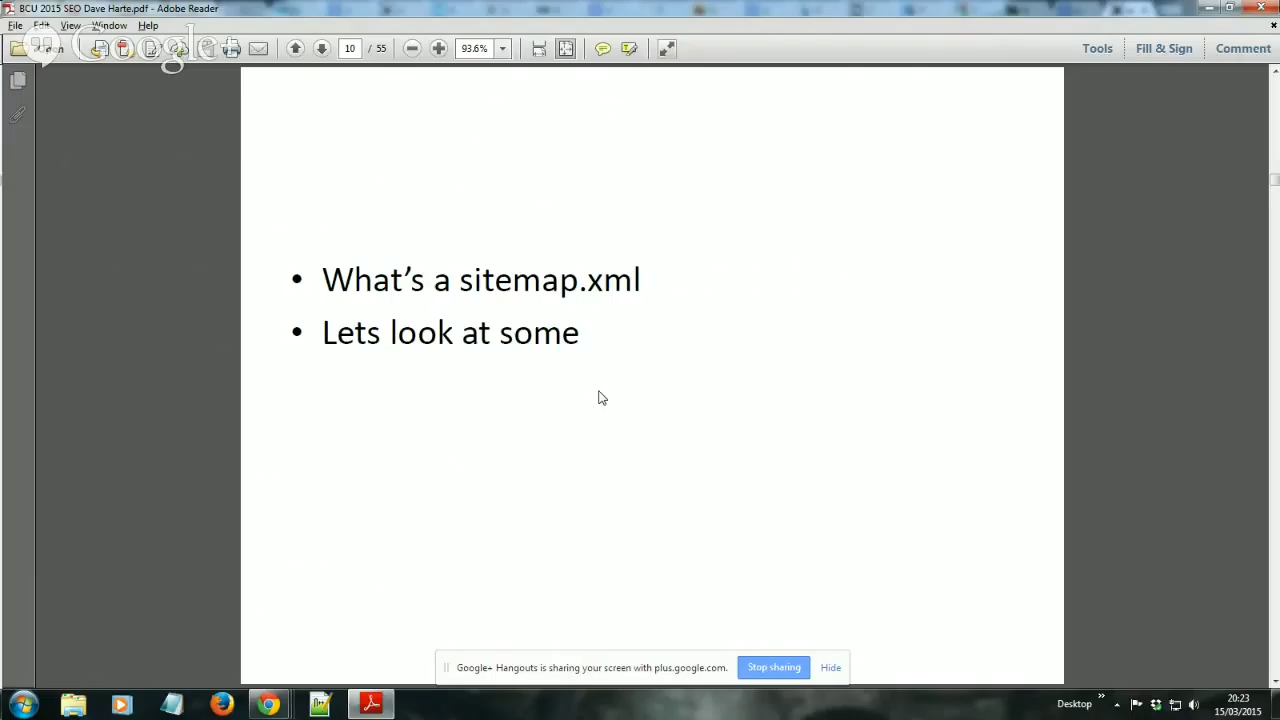 BCU 2015 SEO Dave Harte.pdf - Adobe Reader
File Edit View Window Help
Google
10 / 55
93.6%
Tools
Fill & Sign
Comment
• What's a sitemap.xml
• Lets look at some
Google+ Hangouts is sharing your screen with plus.google.com.
Stop sharing
Hide
Desktop
20:23
15/03/2015